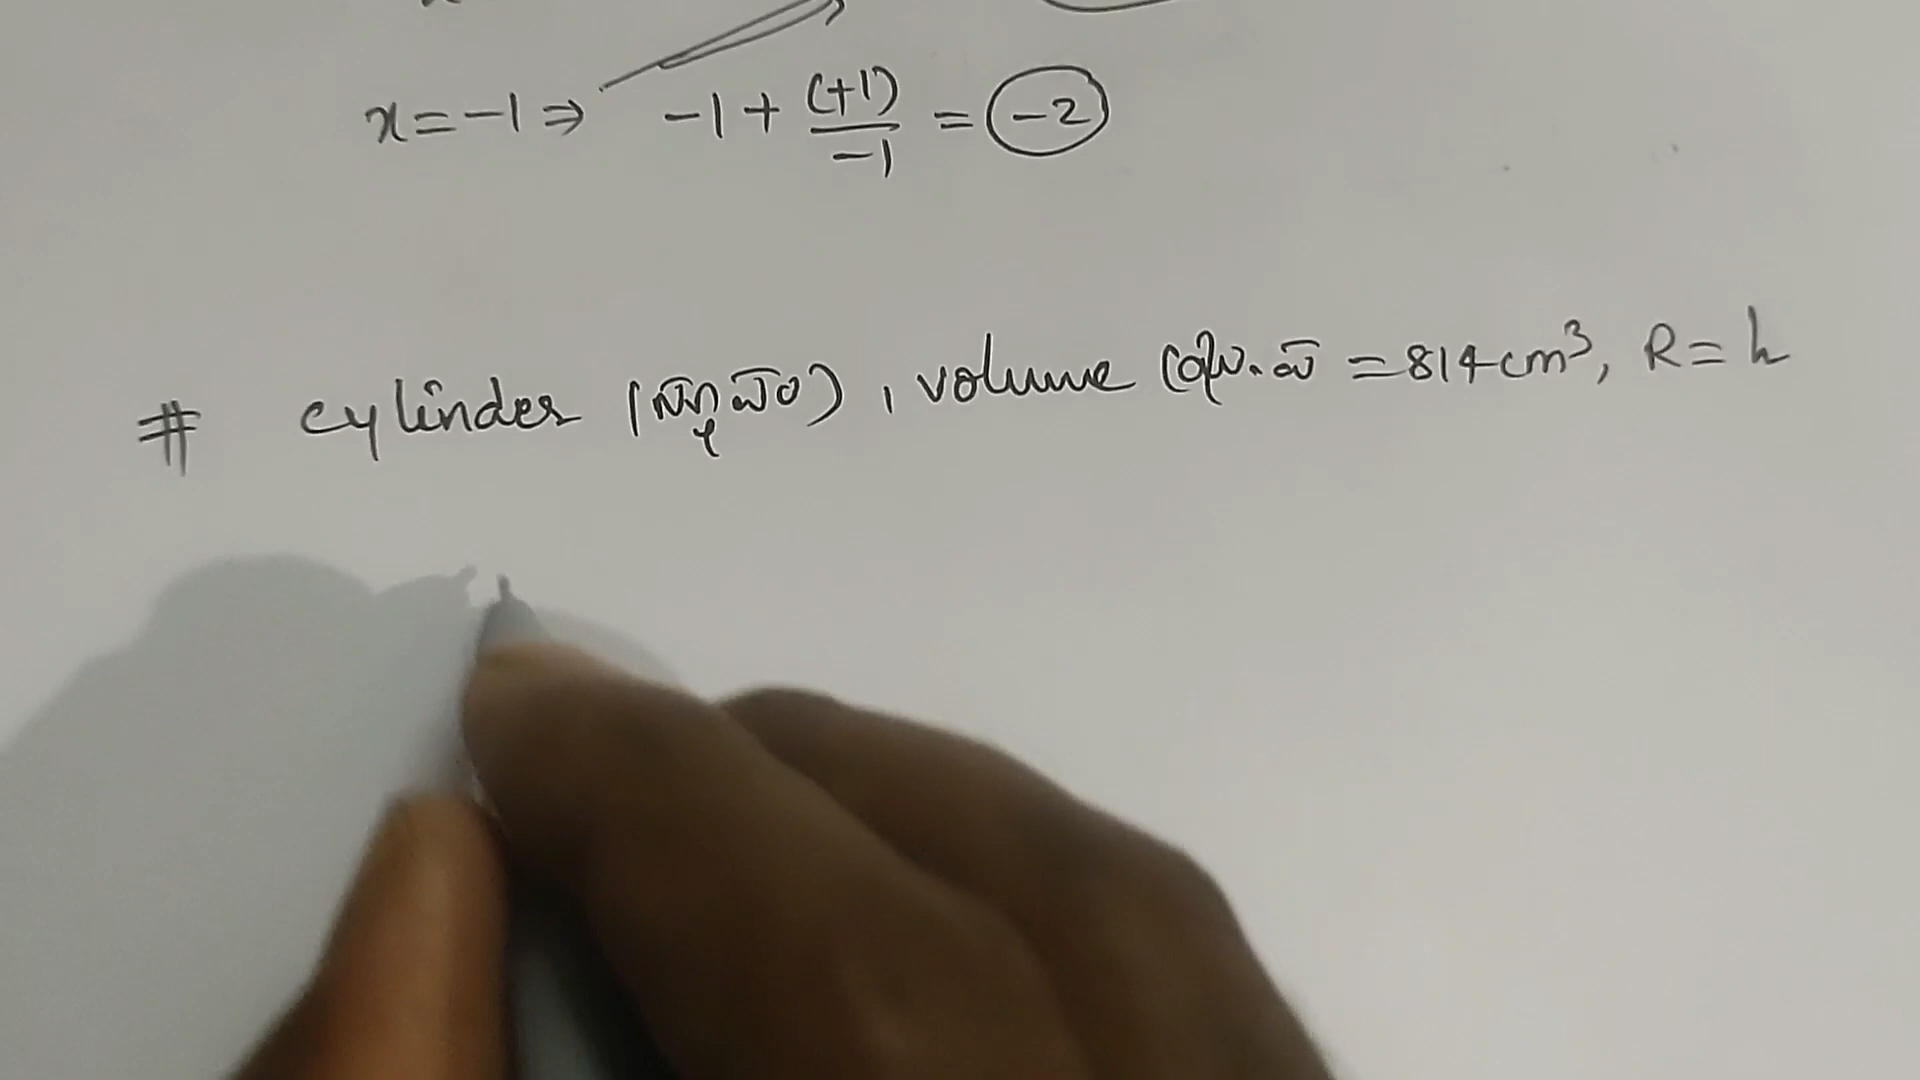 x = -1 ⇒ -1 + (+1)/-1 = -2
# cylinder ( ), volume ( = 814 cm³, R = h